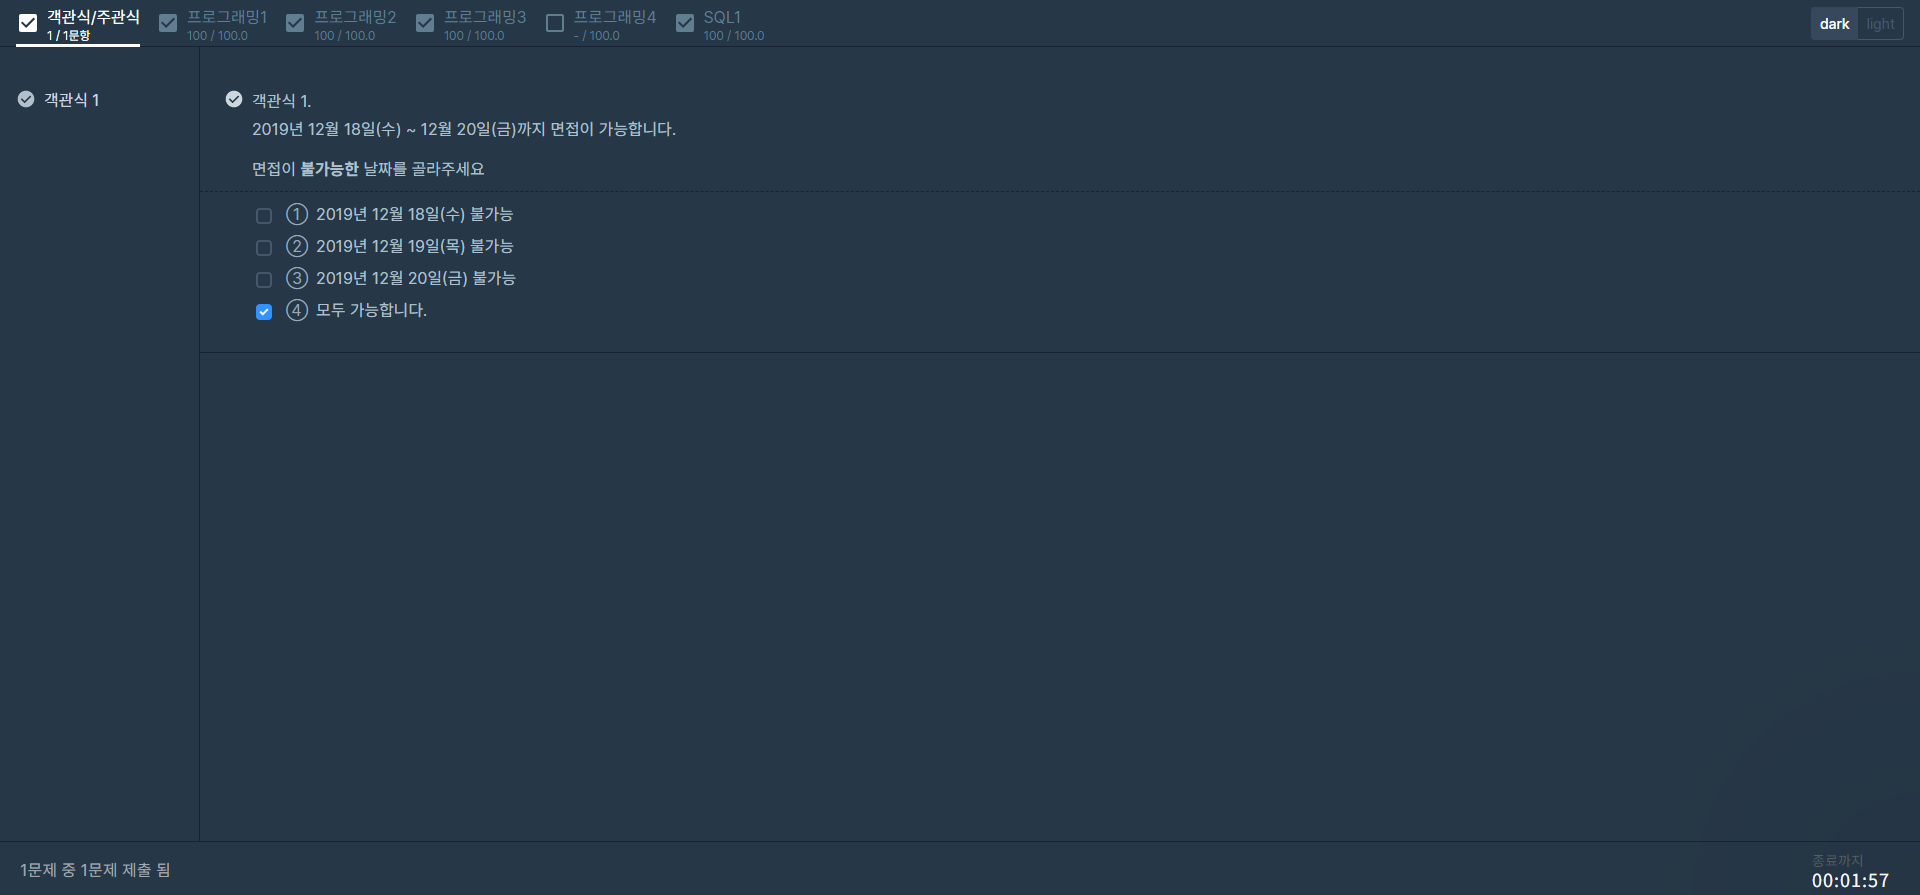 객관식/주관식
1 / 1문항
프로그래밍1
100 / 100.0
프로그래밍2
100 / 100.0
프로그래밍3
100 / 100.0
프로그래밍4
- / 100.0
SQL1
100 / 100.0
dark light
객관식 1
객관식 1.
2019년 12월 18일(수) ~ 12월 20일(금)까지 면접이 가능합니다.
면접이 불가능한 날짜를 골라주세요
① 2019년 12월 18일(수) 불가능
② 2019년 12월 19일(목) 불가능
③ 2019년 12월 20일(금) 불가능
④ 모두 가능합니다.
1문제 중 1문제 제출 됨
종료까지
00:01:57